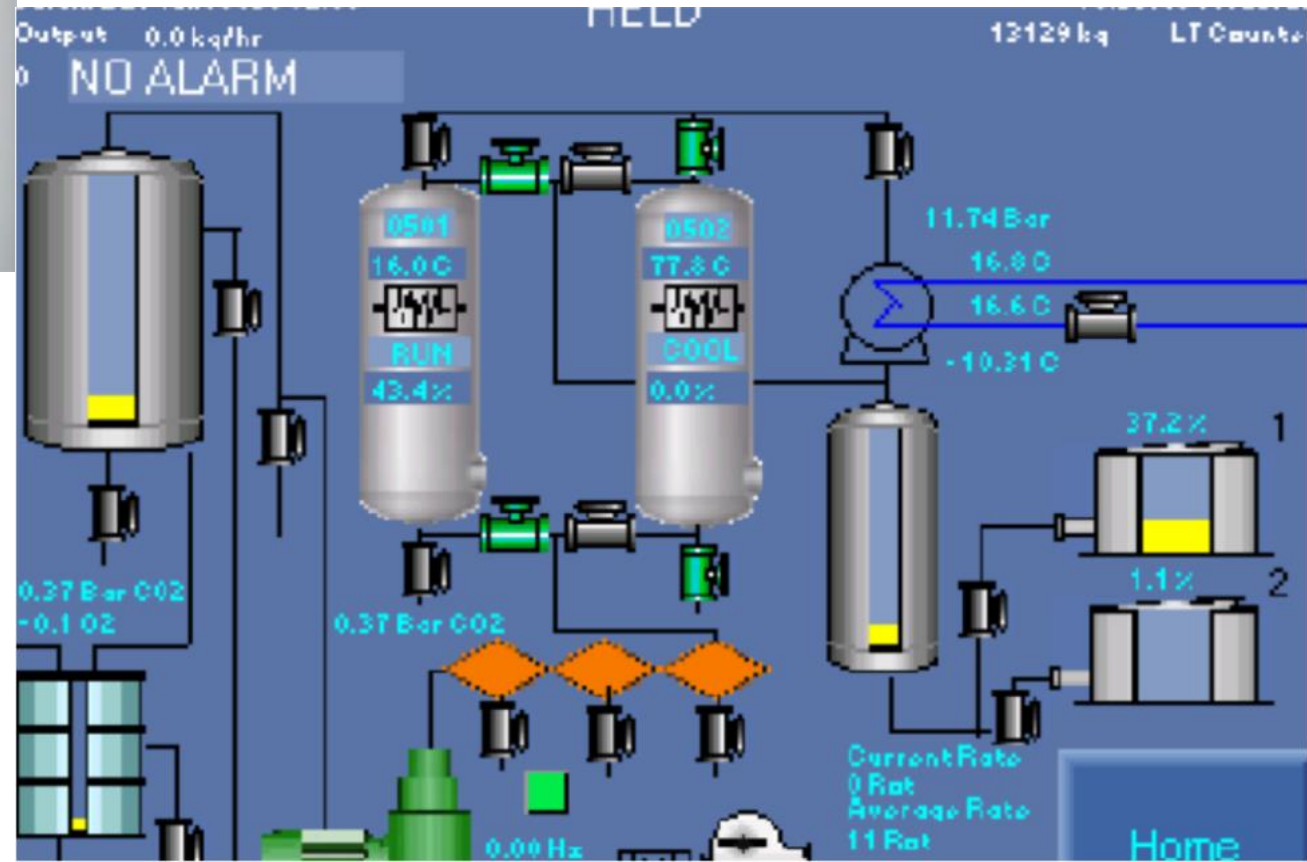 HELD
Output 0.0 kg/hr
13129 kg LT Counte
0 NO ALARM
0501
16.0 C
RUN
43.4 %
0502
77.8 C
COOL
0.0 %
11.74 Bar
16.8 C
16.6 C
-10.31 C
37.2 % 1
1.1 % 2
0.37 Bar CO2
-0.1 O2
0.37 Bar CO2
Current Rate
0 Rat
Average Rate
11 Rat
0.00 Hz
Home